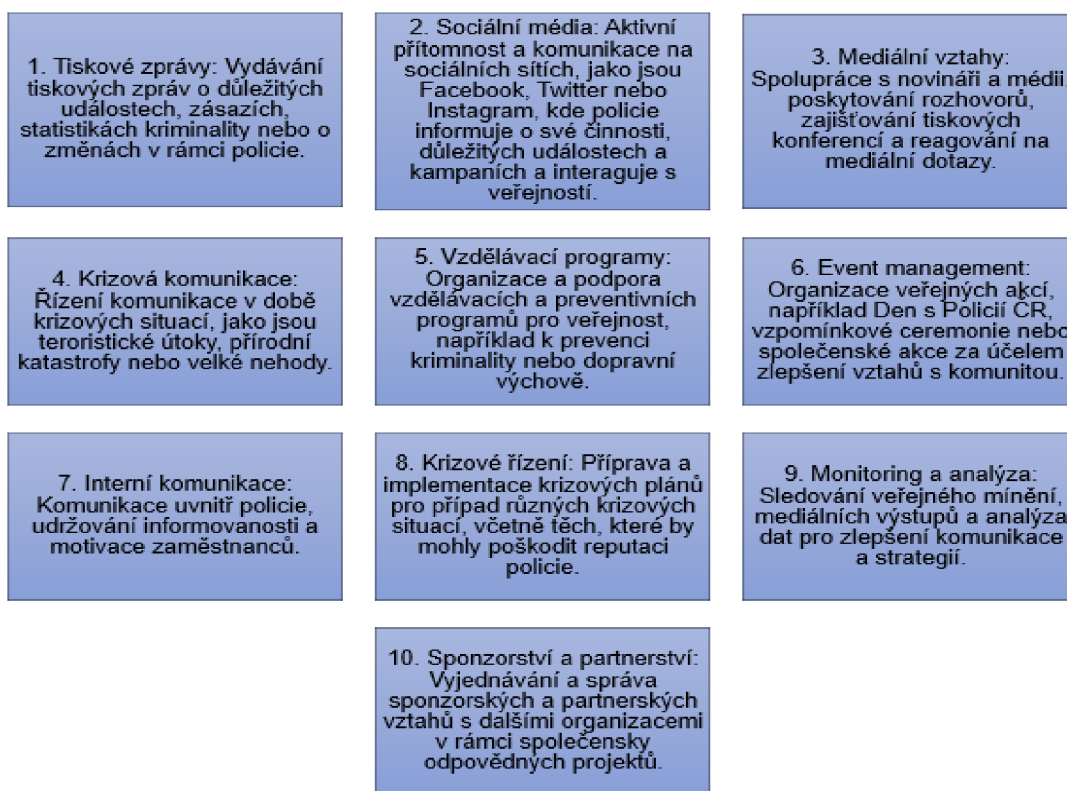 1. Tiskové zprávy: Vydávání
tiskových zpráv o důležitých
událostech, zásazích,
statistikách kriminality nebo o
změnách v rámci policie.
2. Sociální média: Aktivní
přítomnost a komunikace na
sociálních sítích, jako jsou
Facebook, Twitter nebo
Instagram, kde policie
informuje o své činnosti,
důležitých událostech a
kampaních a interaguje s
veřejností.
3. Mediální vztahy:
Spolupráce s novináři a médii,
poskytování rozhovorů,
zajišťování tiskových
konferencí a reagování na
mediální dotazy.
4. Krizová komunikace:
Řízení komunikace v době
krizových situací, jako jsou
teroristické útoky, přírodní
katastrofy nebo velké nehody.
5. Vzdělávací programy:
Organizace a podpora
vzdělávacích a preventivních
programů pro veřejnost,
například k prevenci
kriminality nebo dopravní
výchově.
6. Event management:
Organizace veřejných akcí,
například Den s Policií ČR,
vzpomínkové ceremonie nebo
společenské akce za účelem
zlepšení vztahů s komunitou.
7. Interní komunikace:
Komunikace uvnitř policie,
udržování informovanosti a
motivace zaměstnanců.
8. Krizové řízení: Příprava a
implementace krizových plánů
pro případ různých krizových
situací, včetně těch, které by
mohly poškodit reputaci
policie.
9. Monitoring a analýza:
Sledování veřejného mínění,
mediálních výstupů a analýza
dat pro zlepšení komunikace
a strategií.
10. Sponzorství a partnerství:
Vyjednávání a správa
sponzorských a partnerských
vztahů s dalšími organizacemi
v rámci společensky
odpovědných projektů.